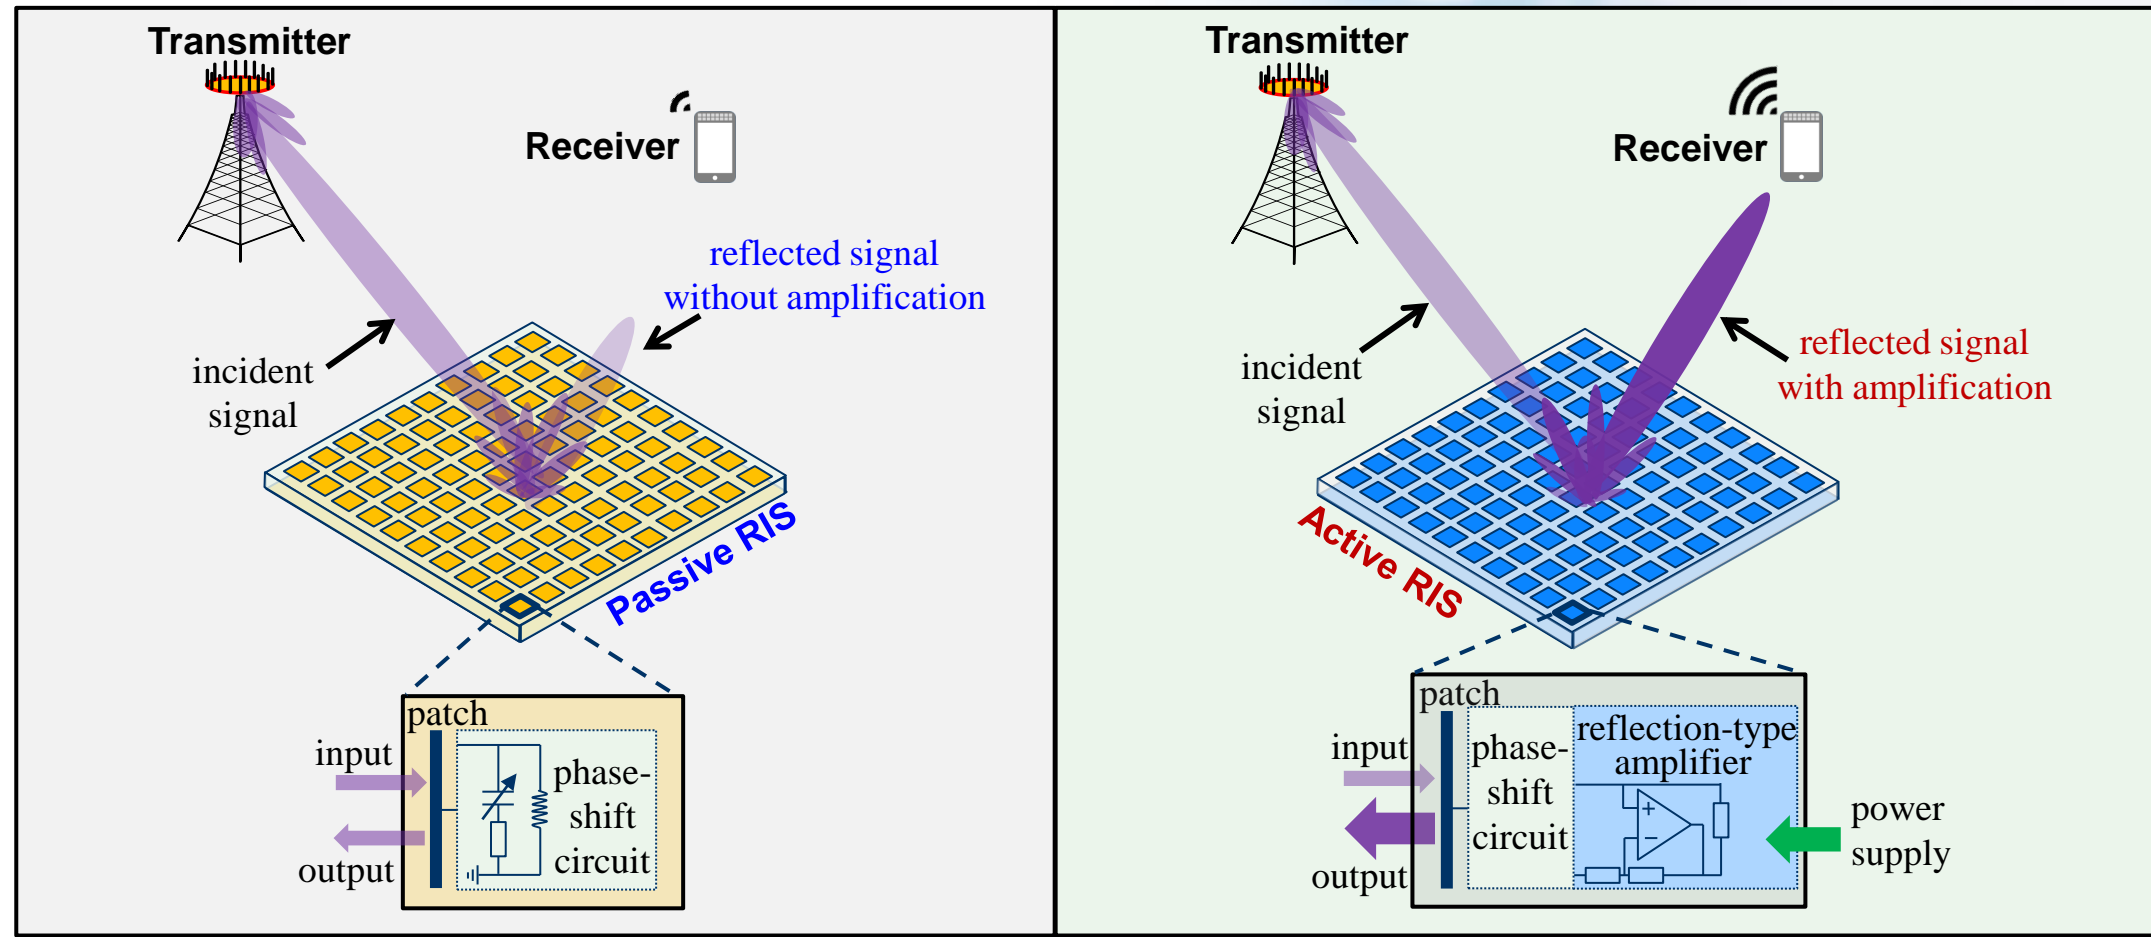 Transmitter
Receiver
reflected signal
without amplification
incident
signal
Passive RIS
patch
input
phase-
shift
circuit
output
Transmitter
Receiver
incident
signal
reflected signal
with amplification
Active RIS
patch
input
phase-
shift
circuit
reflection-type
amplifier
+
−
power
supply
output